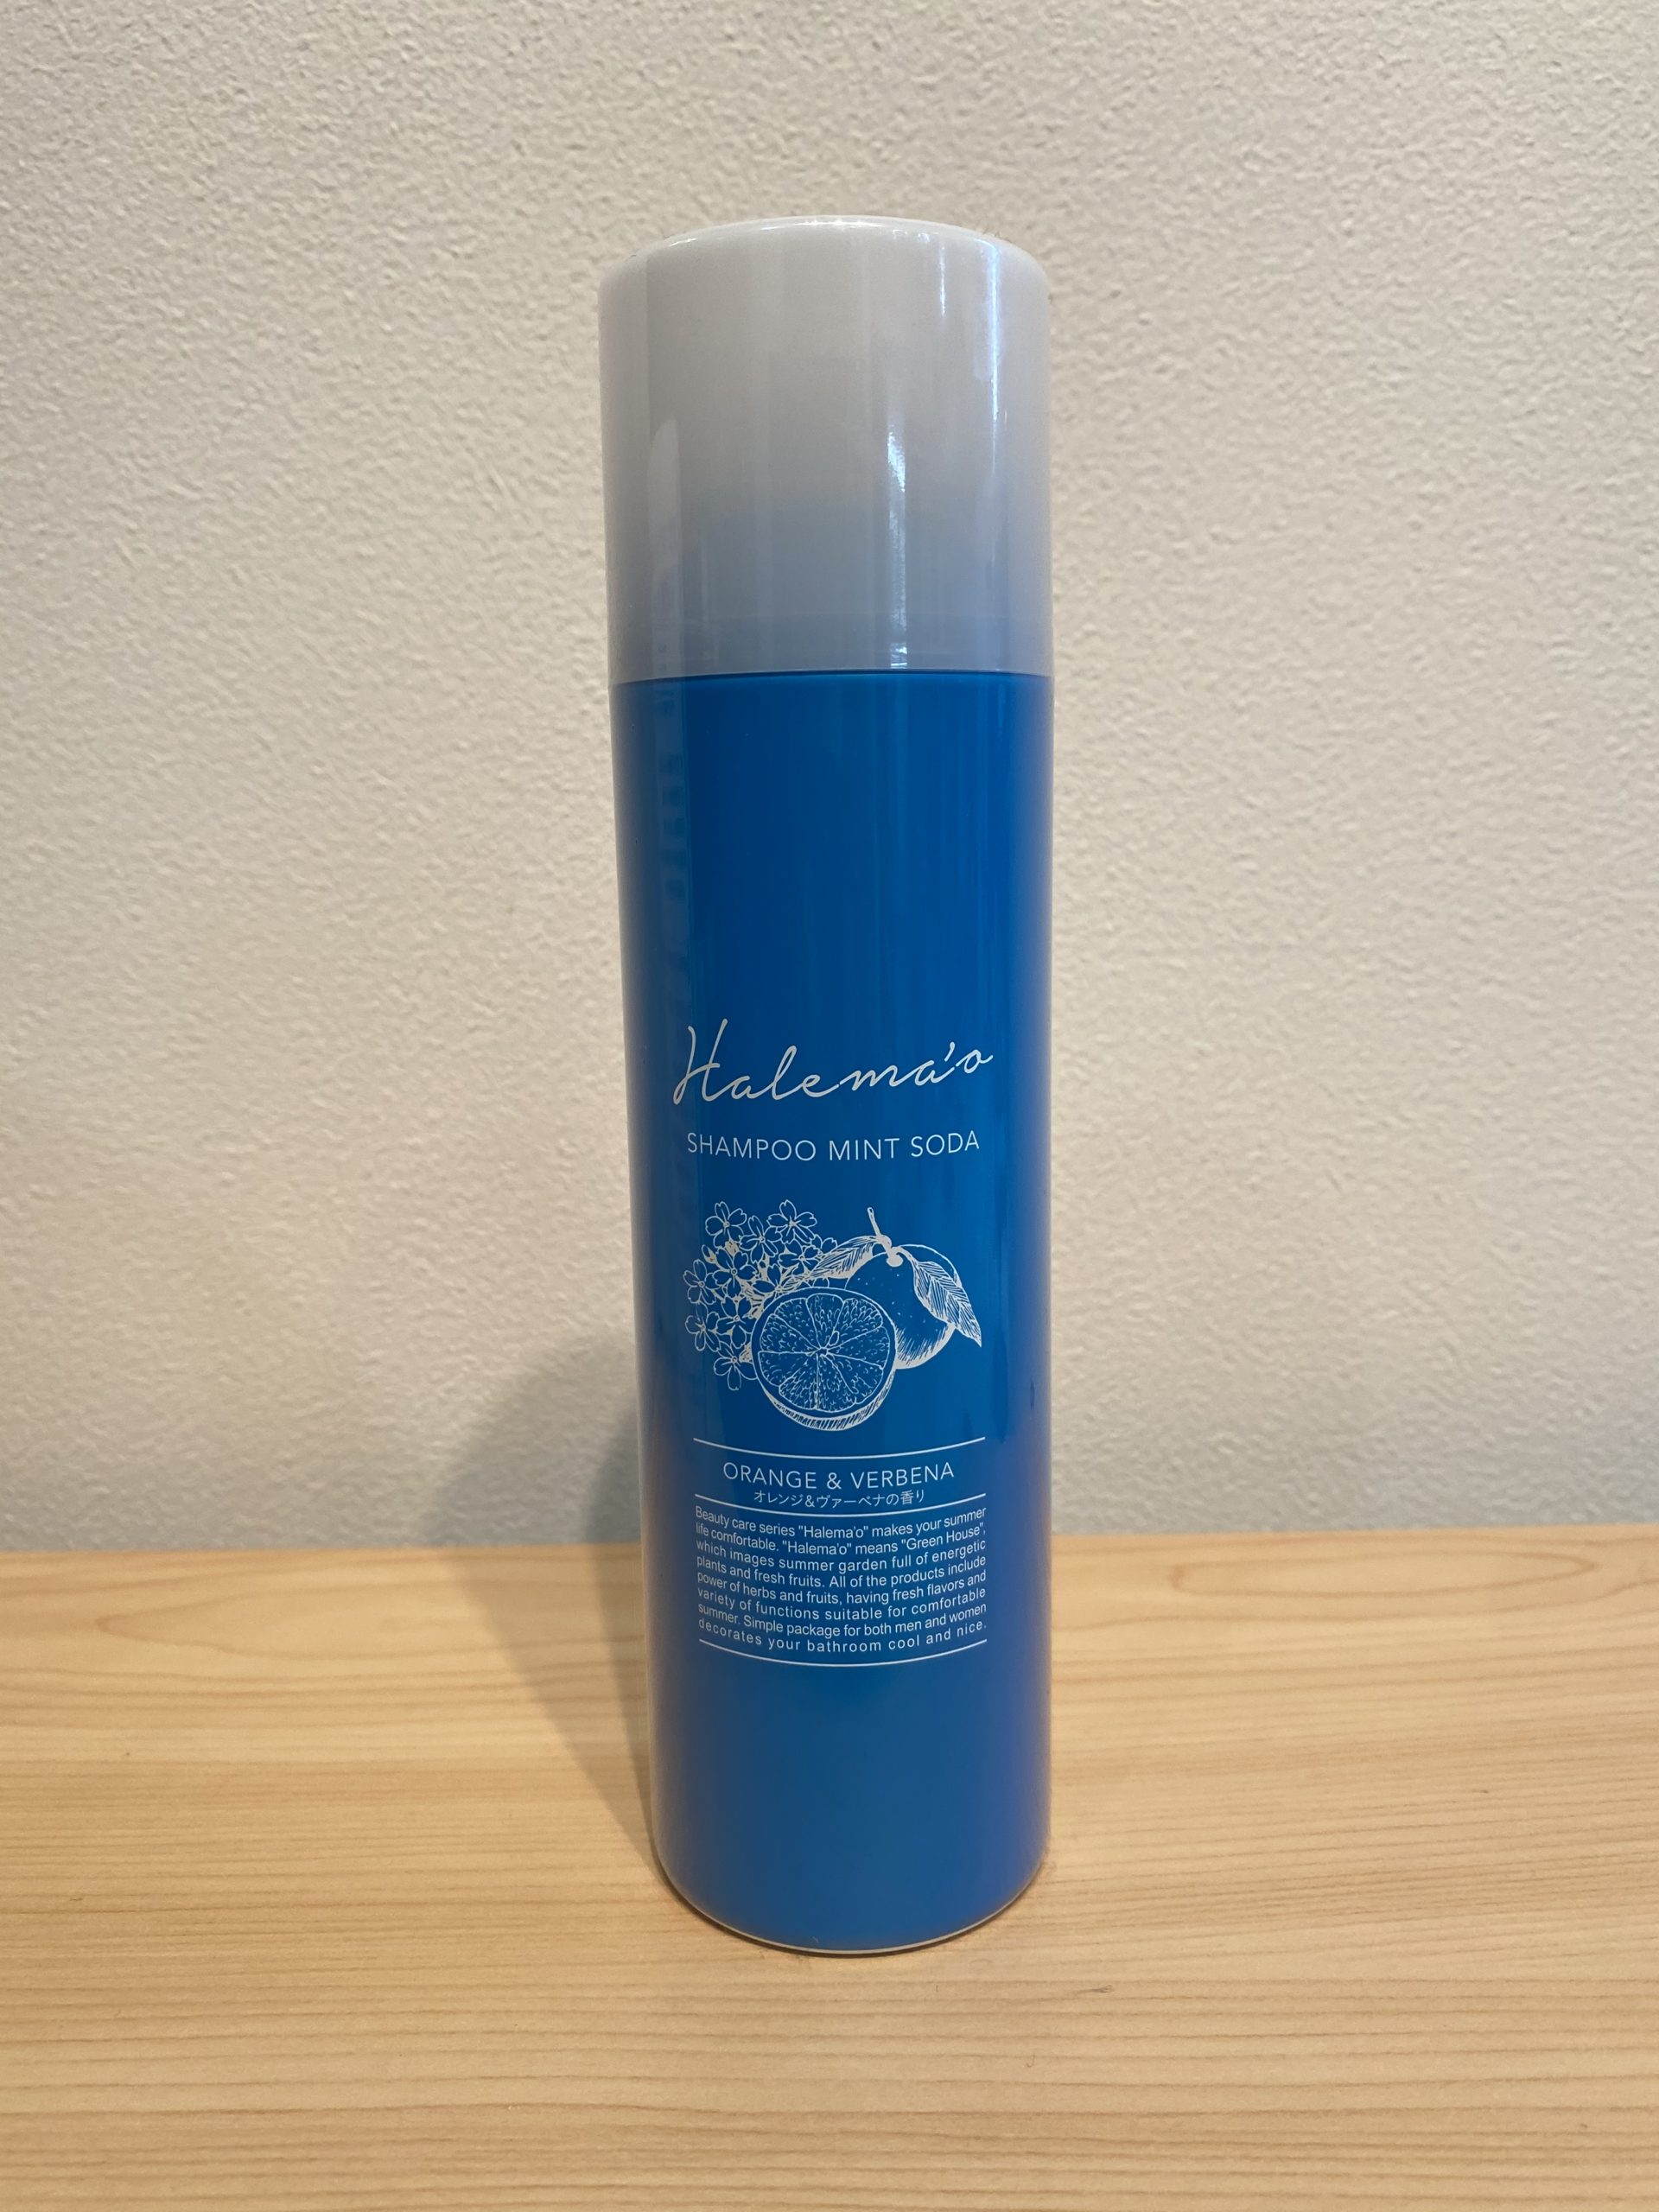 Halema'o
SHAMPOO MINT SODA
ORANGE & VERBENA
オレンジ&ヴァーベナの香り
Beauty care series "Halema'o" makes your summer
life comfortable. "Halema'o" means "Green House",
which images summer garden full of energetic
plants and fresh fruits. All of the products include
power of herbs and fruits, having fresh flavors and
variety of functions suitable for comfortable
summer. Simple package for both men and women
decorates your bathroom cool and nice.